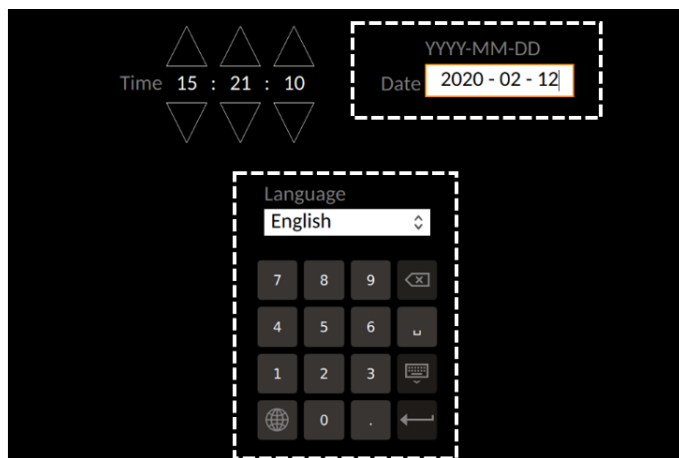 YYYY-MM-DD
Time 15 : 21 : 10
Date 2020 - 02 - 12
Language
English
7 8 9
4 5 6
1 2 3
0 .